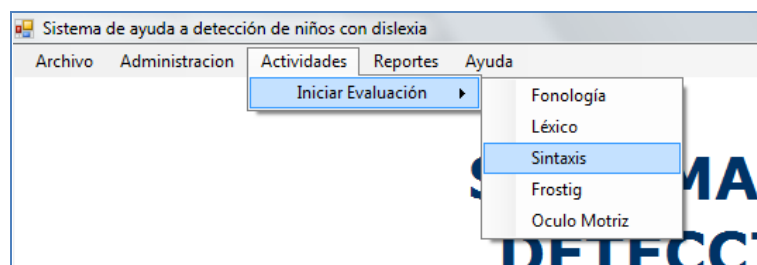 Sistema de ayuda a detección de niños con dislexia
Archivo Administracion Actividades Reportes Ayuda
Iniciar Evaluación
Fonología
Léxico
Sintaxis
Frostig
Oculo Motriz